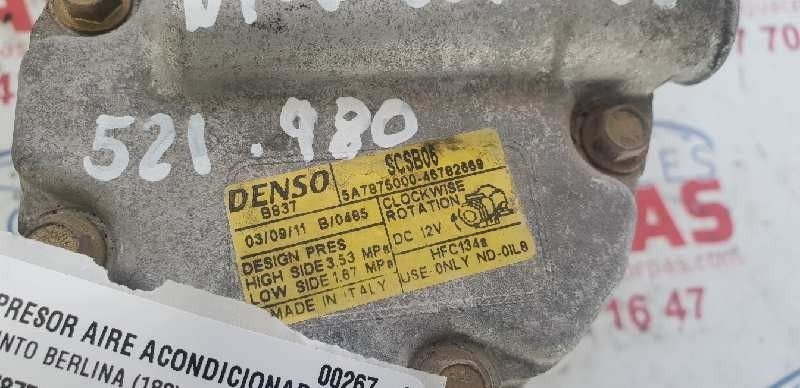 521.980
DENSO
B937
SCSB06
5A7875000-46782669
03/09/11 B/0485
CLOCKWISE
ROTATION
DC 12V
DESIGN PRES
HIGH SIDE 3.53 MPa
LOW SIDE 1.67 MPa
HFC134a
USE ONLY ND-OIL8
MADE IN ITALY
PRESOR AIRE ACONDICIONAD
00267
NTO BERLINA (188)
16 47